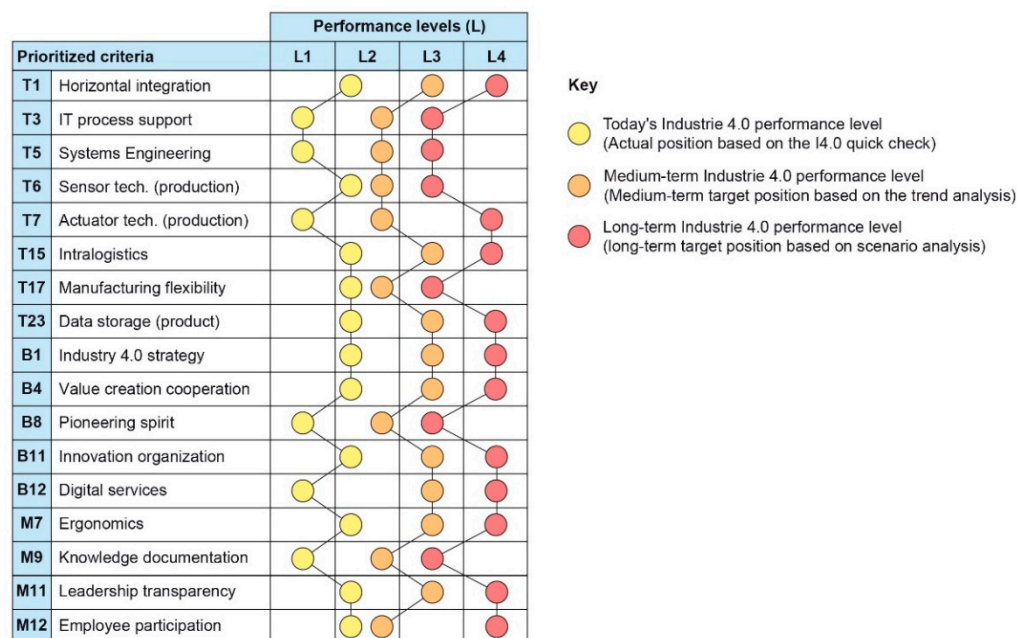 Performance levels (L)
Prioritized criteria L1 L2 L3 L4
T1 Horizontal integration
T3 IT process support
T5 Systems Engineering
T6 Sensor tech. (production)
T7 Actuator tech. (production)
T15 Intralogistics
T17 Manufacturing flexibility
T23 Data storage (product)
B1 Industry 4.0 strategy
B4 Value creation cooperation
B8 Pioneering spirit
B11 Innovation organization
B12 Digital services
M7 Ergonomics
M9 Knowledge documentation
M11 Leadership transparency
M12 Employee participation
Key
Today's Industrie 4.0 performance level
(Actual position based on the I4.0 quick check)
Medium-term Industrie 4.0 performance level
(Medium-term target position based on the trend analysis)
Long-term Industrie 4.0 performance level
(long-term target position based on scenario analysis)